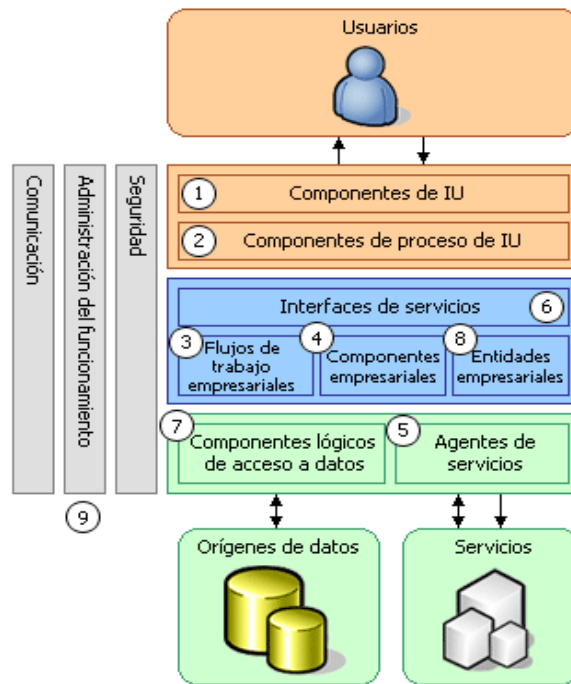 Usuarios
Comunicación
Administración del funcionamiento
Seguridad
1
Componentes de IU
2
Componentes de proceso de IU
Interfaces de servicios
6
3
Flujos de
trabajo
empresariales
4
Componentes
empresariales
8
Entidades
empresariales
7
Componentes lógicos
de acceso a datos
5
Agentes de
servicios
9
Orígenes de datos
Servicios